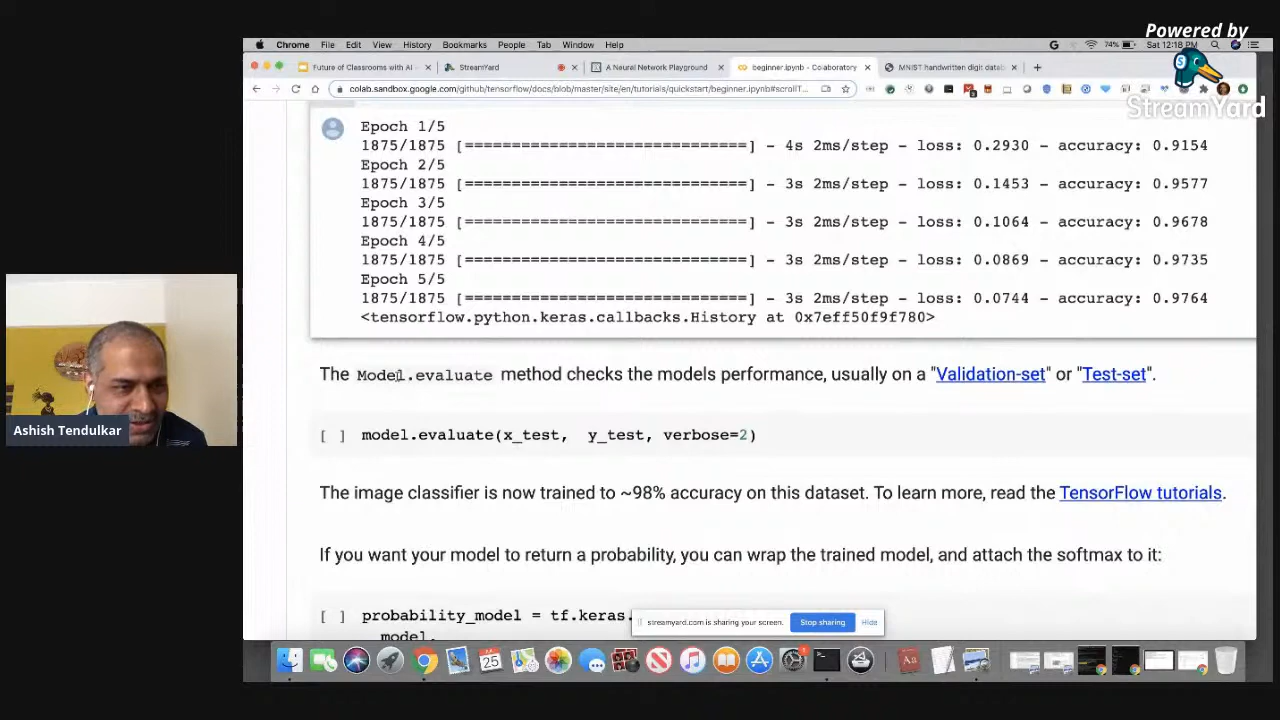 Powered by
StreamYard
Chrome File Edit View History Bookmarks People Tab Window Help
74% Sat 12:18 PM
Future of Classrooms with AI -
StreamYard
A Neural Network Playground
beginner.ipynb - Colaboratory
MNIST handwritten digit datab
colab.sandbox.google.com/github/tensorflow/docs/blob/master/site/en/tutorials/quickstart/beginner.ipynb#scrollT...
Epoch 1/5
1875/1875 [==============================] - 4s 2ms/step - loss: 0.2930 - accuracy: 0.9154
Epoch 2/5
1875/1875 [==============================] - 3s 2ms/step - loss: 0.1453 - accuracy: 0.9577
Epoch 3/5
1875/1875 [==============================] - 3s 2ms/step - loss: 0.1064 - accuracy: 0.9678
Epoch 4/5
1875/1875 [==============================] - 3s 2ms/step - loss: 0.0869 - accuracy: 0.9735
Epoch 5/5
1875/1875 [==============================] - 3s 2ms/step - loss: 0.0744 - accuracy: 0.9764
<tensorflow.python.keras.callbacks.History at 0x7eff50f9f780>
The Model.evaluate method checks the models performance, usually on a "Validation-set" or "Test-set".
[ ] model.evaluate(x_test, y_test, verbose=2)
The image classifier is now trained to ~98% accuracy on this dataset. To learn more, read the TensorFlow tutorials.
If you want your model to return a probability, you can wrap the trained model, and attach the softmax to it:
[ ] probability_model = tf.keras.
model,
streamyard.com is sharing your screen. Stop sharing Hide
Ashish Tendulkar
JUL
25
Aa